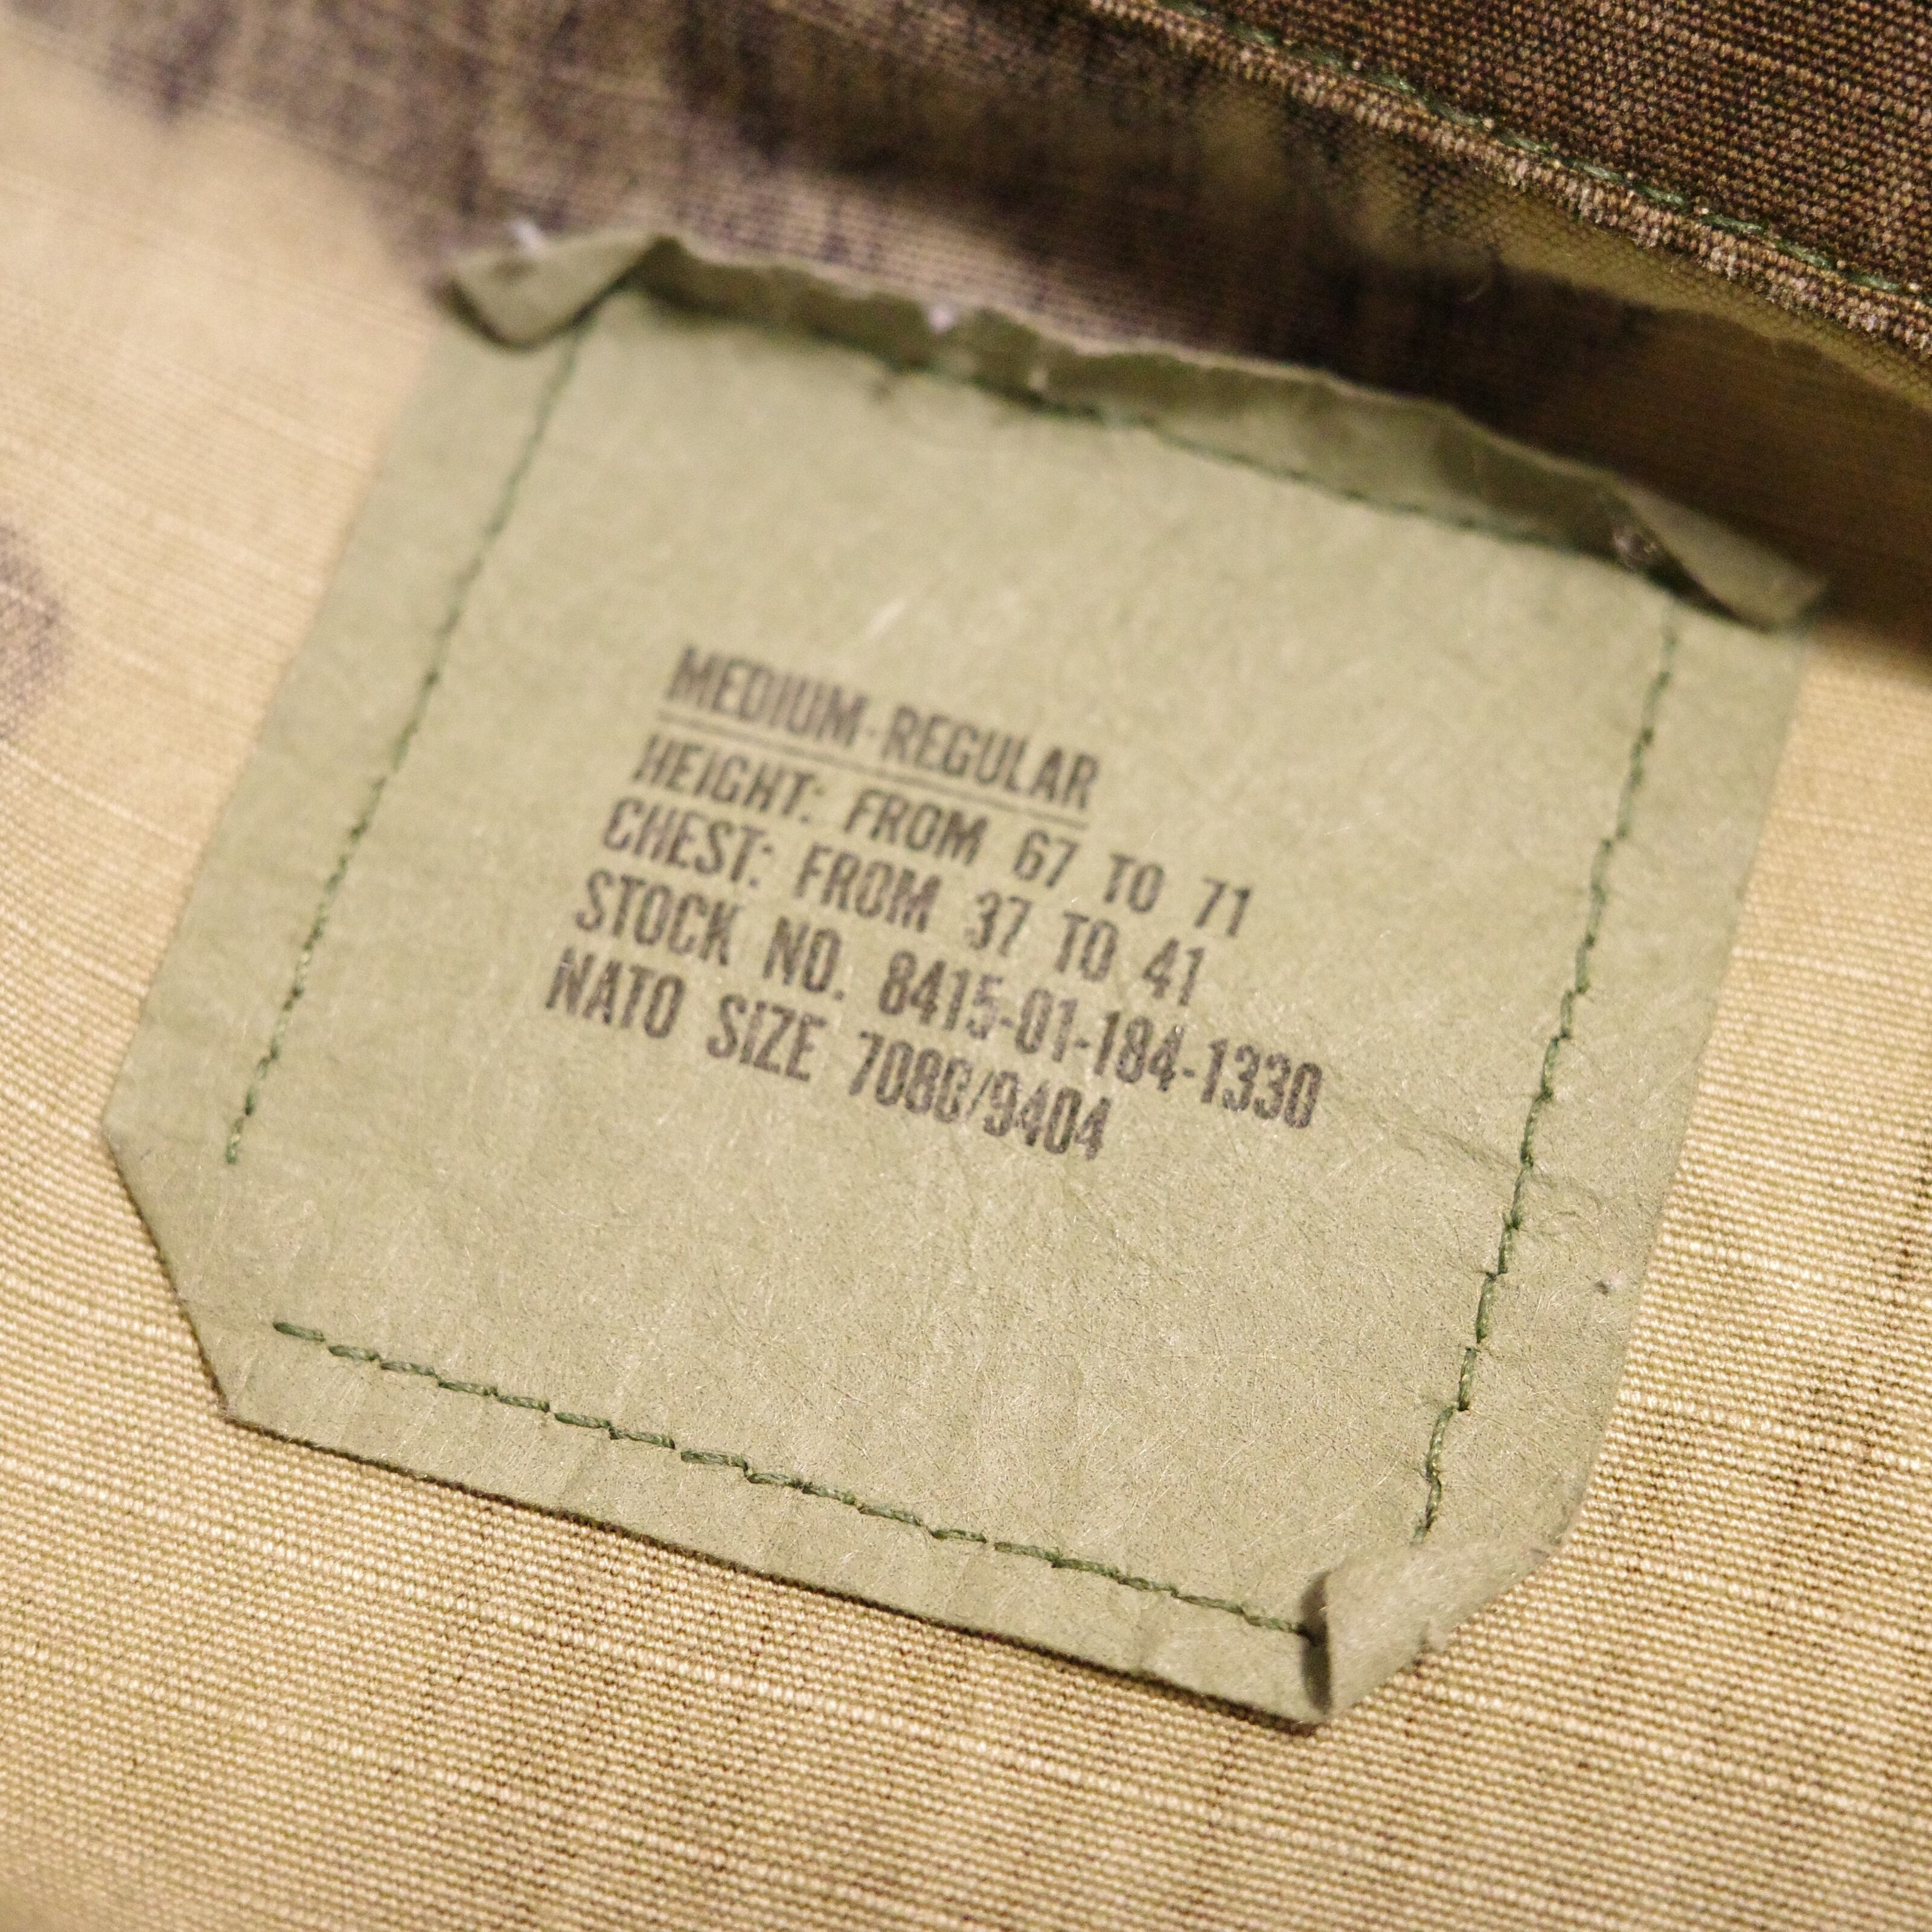 MEDIUM-REGULAR
HEIGHT: FROM 67 TO 71
CHEST: FROM 37 TO 41
STOCK NO. 8415-01-184-1330
NATO SIZE 7080/9404